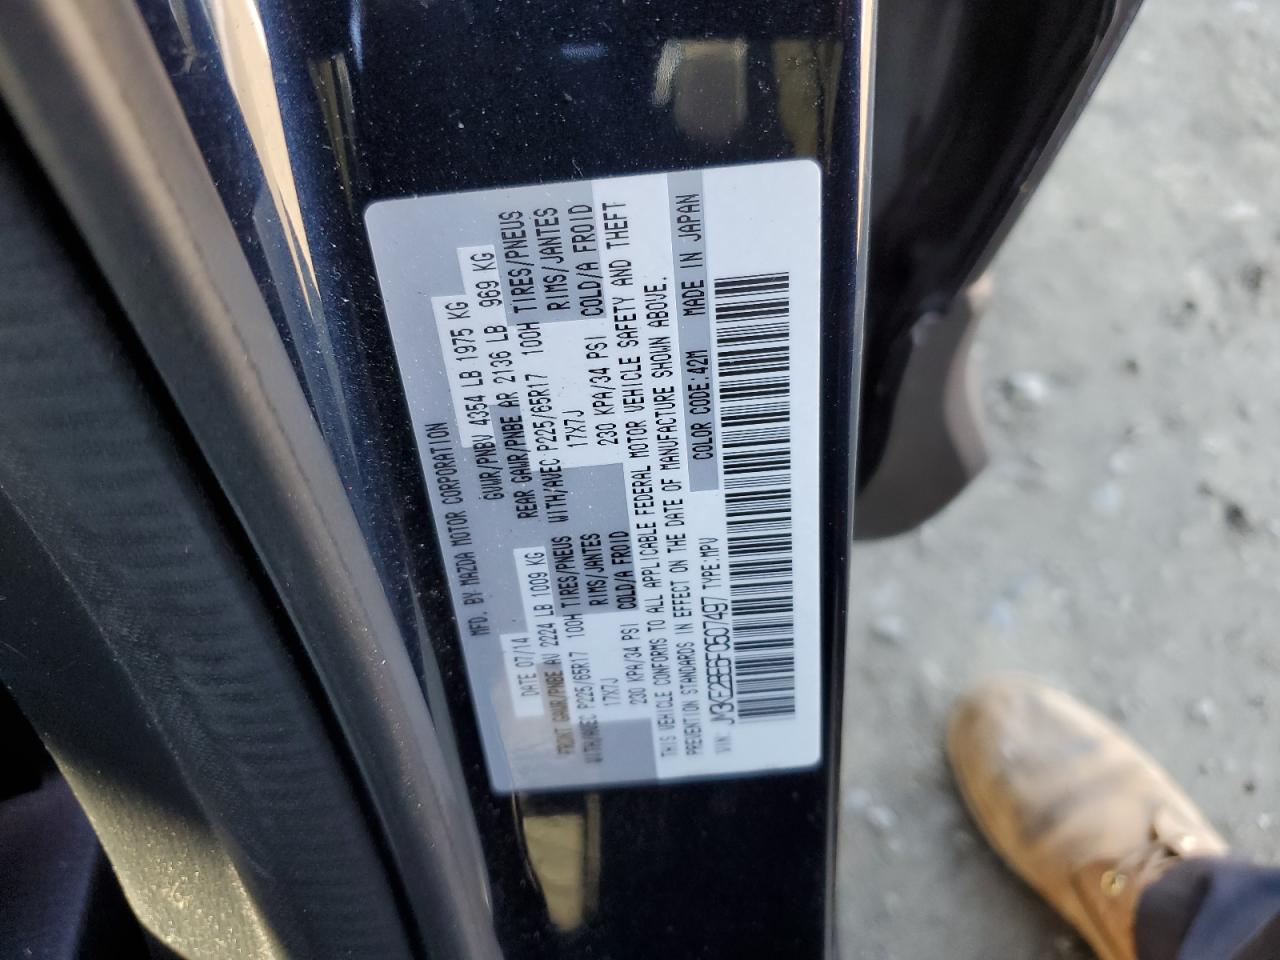 MFD. BY MAZDA MOTOR CORPORATION
DATE 07/14 GVWR/PNBV 4354 LB 1975 KG
FRONT GAWR/PNBE AV 2224 LB 1009 KG REAR GAWR/PNBE AR 2136 LB 969 KG
WITH/AVEC P225/65R17 100H TIRES/PNEUS WITH/AVEC P225/65R17 100H TIRES/PNEUS
17X7J RIMS/JANTES 17X7J RIMS/JANTES
230 KPA/34 PSI COLD/A FROID 230 KPA/34 PSI COLD/A FROID
THIS VEHICLE CONFORMS TO ALL APPLICABLE FEDERAL MOTOR VEHICLE SAFETY AND THEFT
PREVENTION STANDARDS IN EFFECT ON THE DATE OF MANUFACTURE SHOWN ABOVE.
COLOR CODE:42M MADE IN JAPAN
VIN: TYPE:MPV